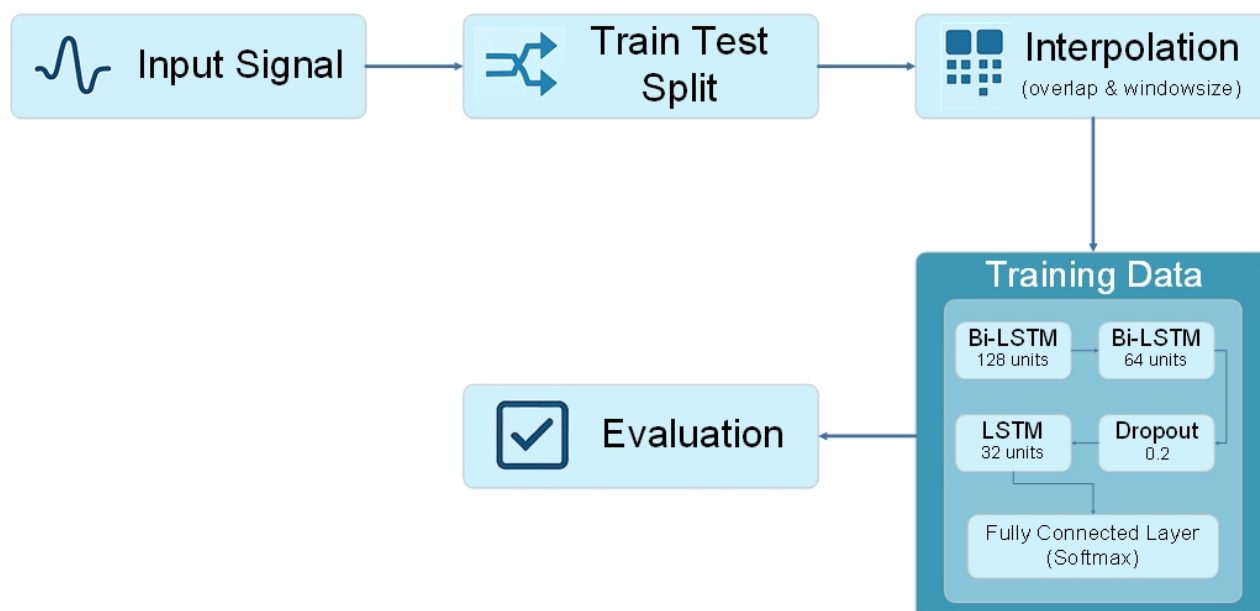 Input Signal
Train Test
Split
Interpolation
(overlap & windowsize)
Training Data
Bi-LSTM
128 units
Bi-LSTM
64 units
LSTM
32 units
Dropout
0.2
Fully Connected Layer
(Softmax)
Evaluation